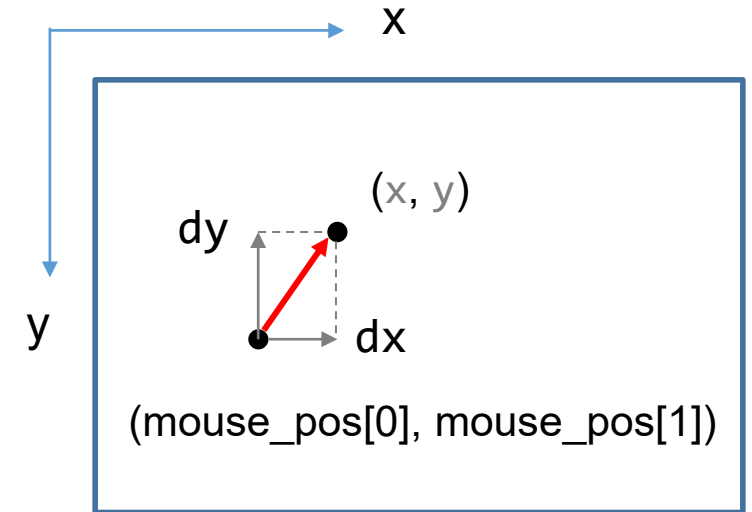 x
(x, y)
dy
y
dx
(mouse_pos[0], mouse_pos[1])